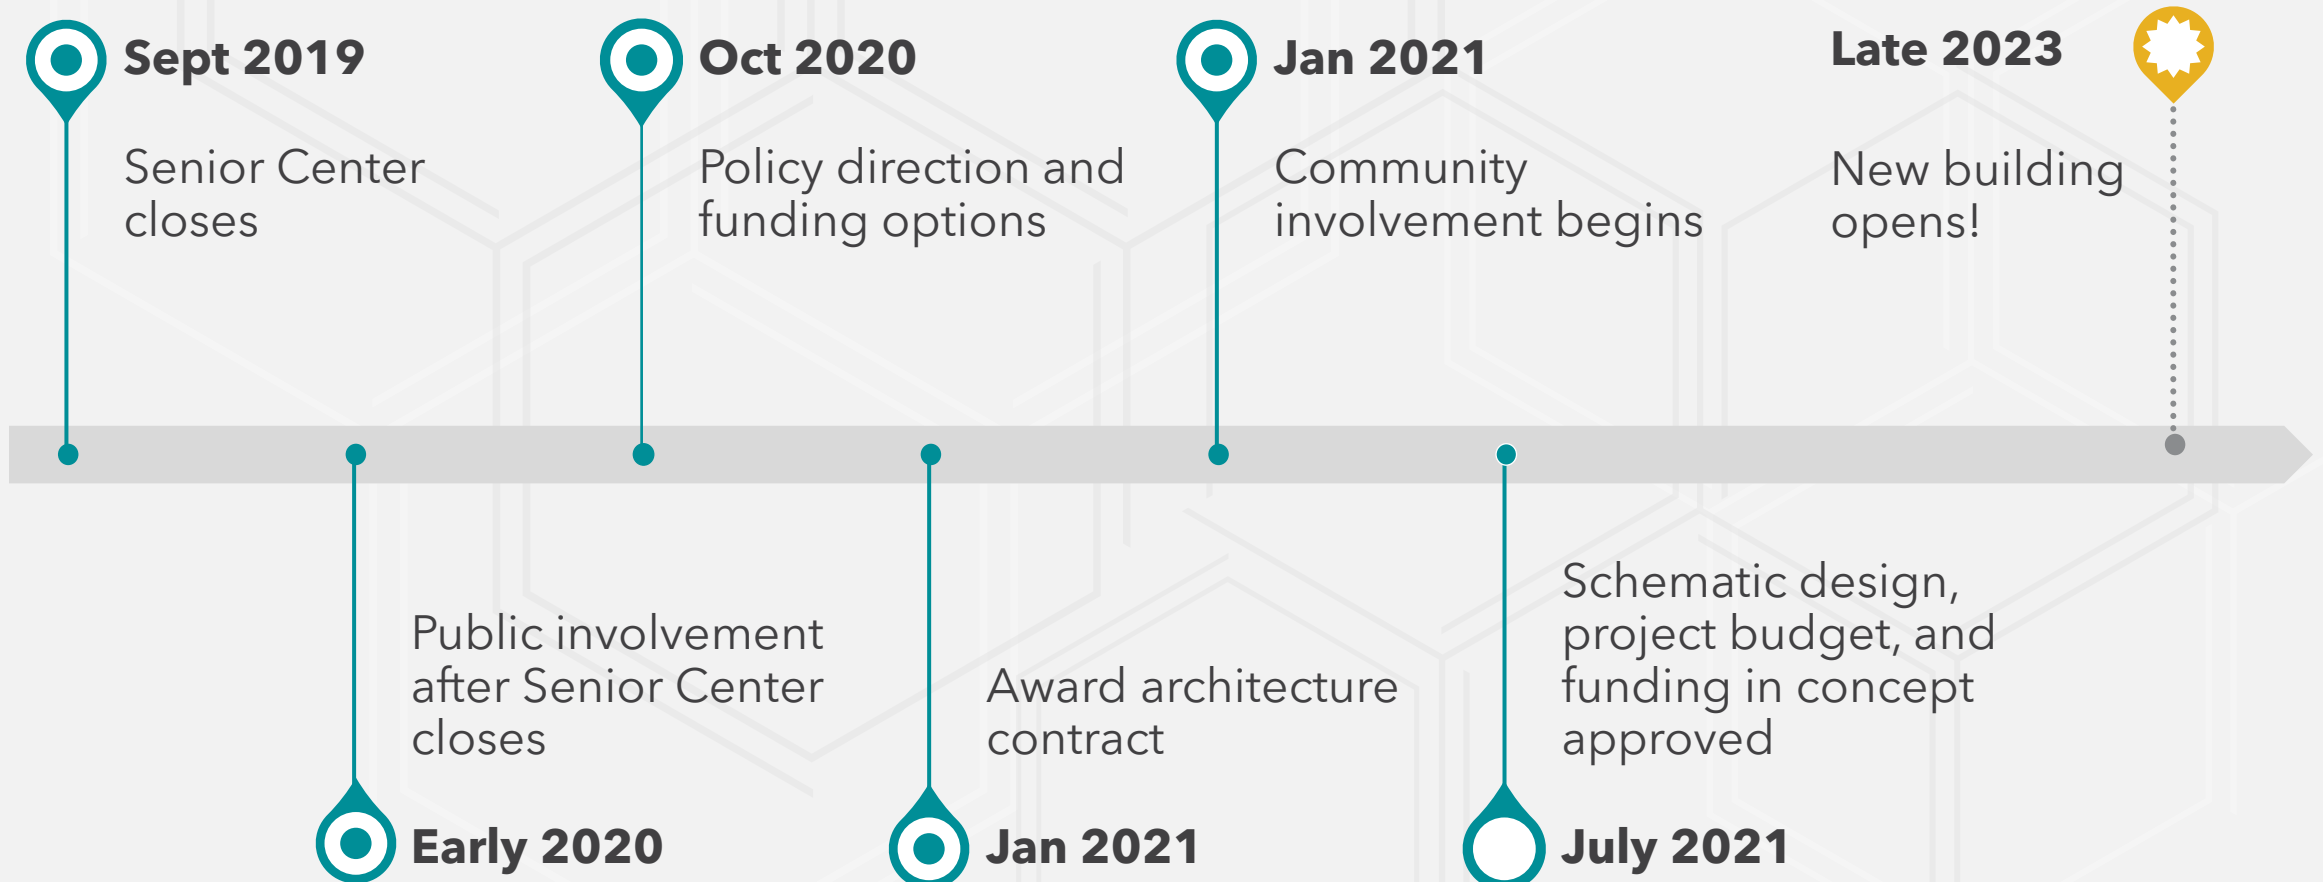 Sept 2019
Senior Center
closes
Early 2020
Public involvement
after Senior Center
closes
Oct 2020
Policy direction and
funding options
Jan 2021
Award architecture
contract
Jan 2021
Community
involvement begins
July 2021
Schematic design,
project budget, and
funding in concept
approved
Late 2023
New building
opens!